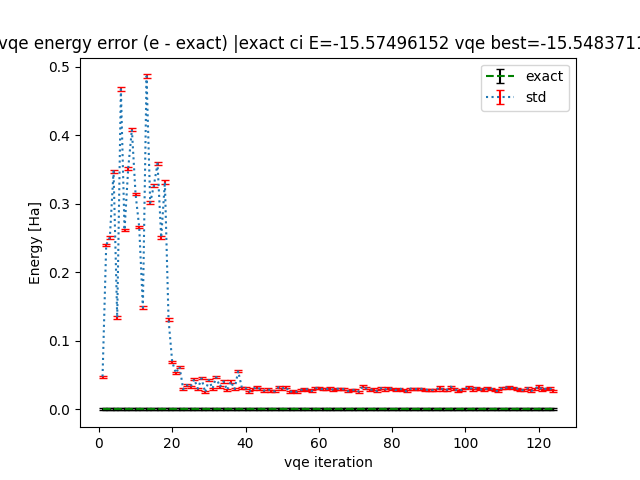 vqe energy error (e - exact) |exact ci E=-15.57496152 vqe best=-15.5483711
exact
std
Energy [Ha]
0.5
0.4
0.3
0.2
0.1
0.0
0 20 40 60 80 100 120
vqe iteration